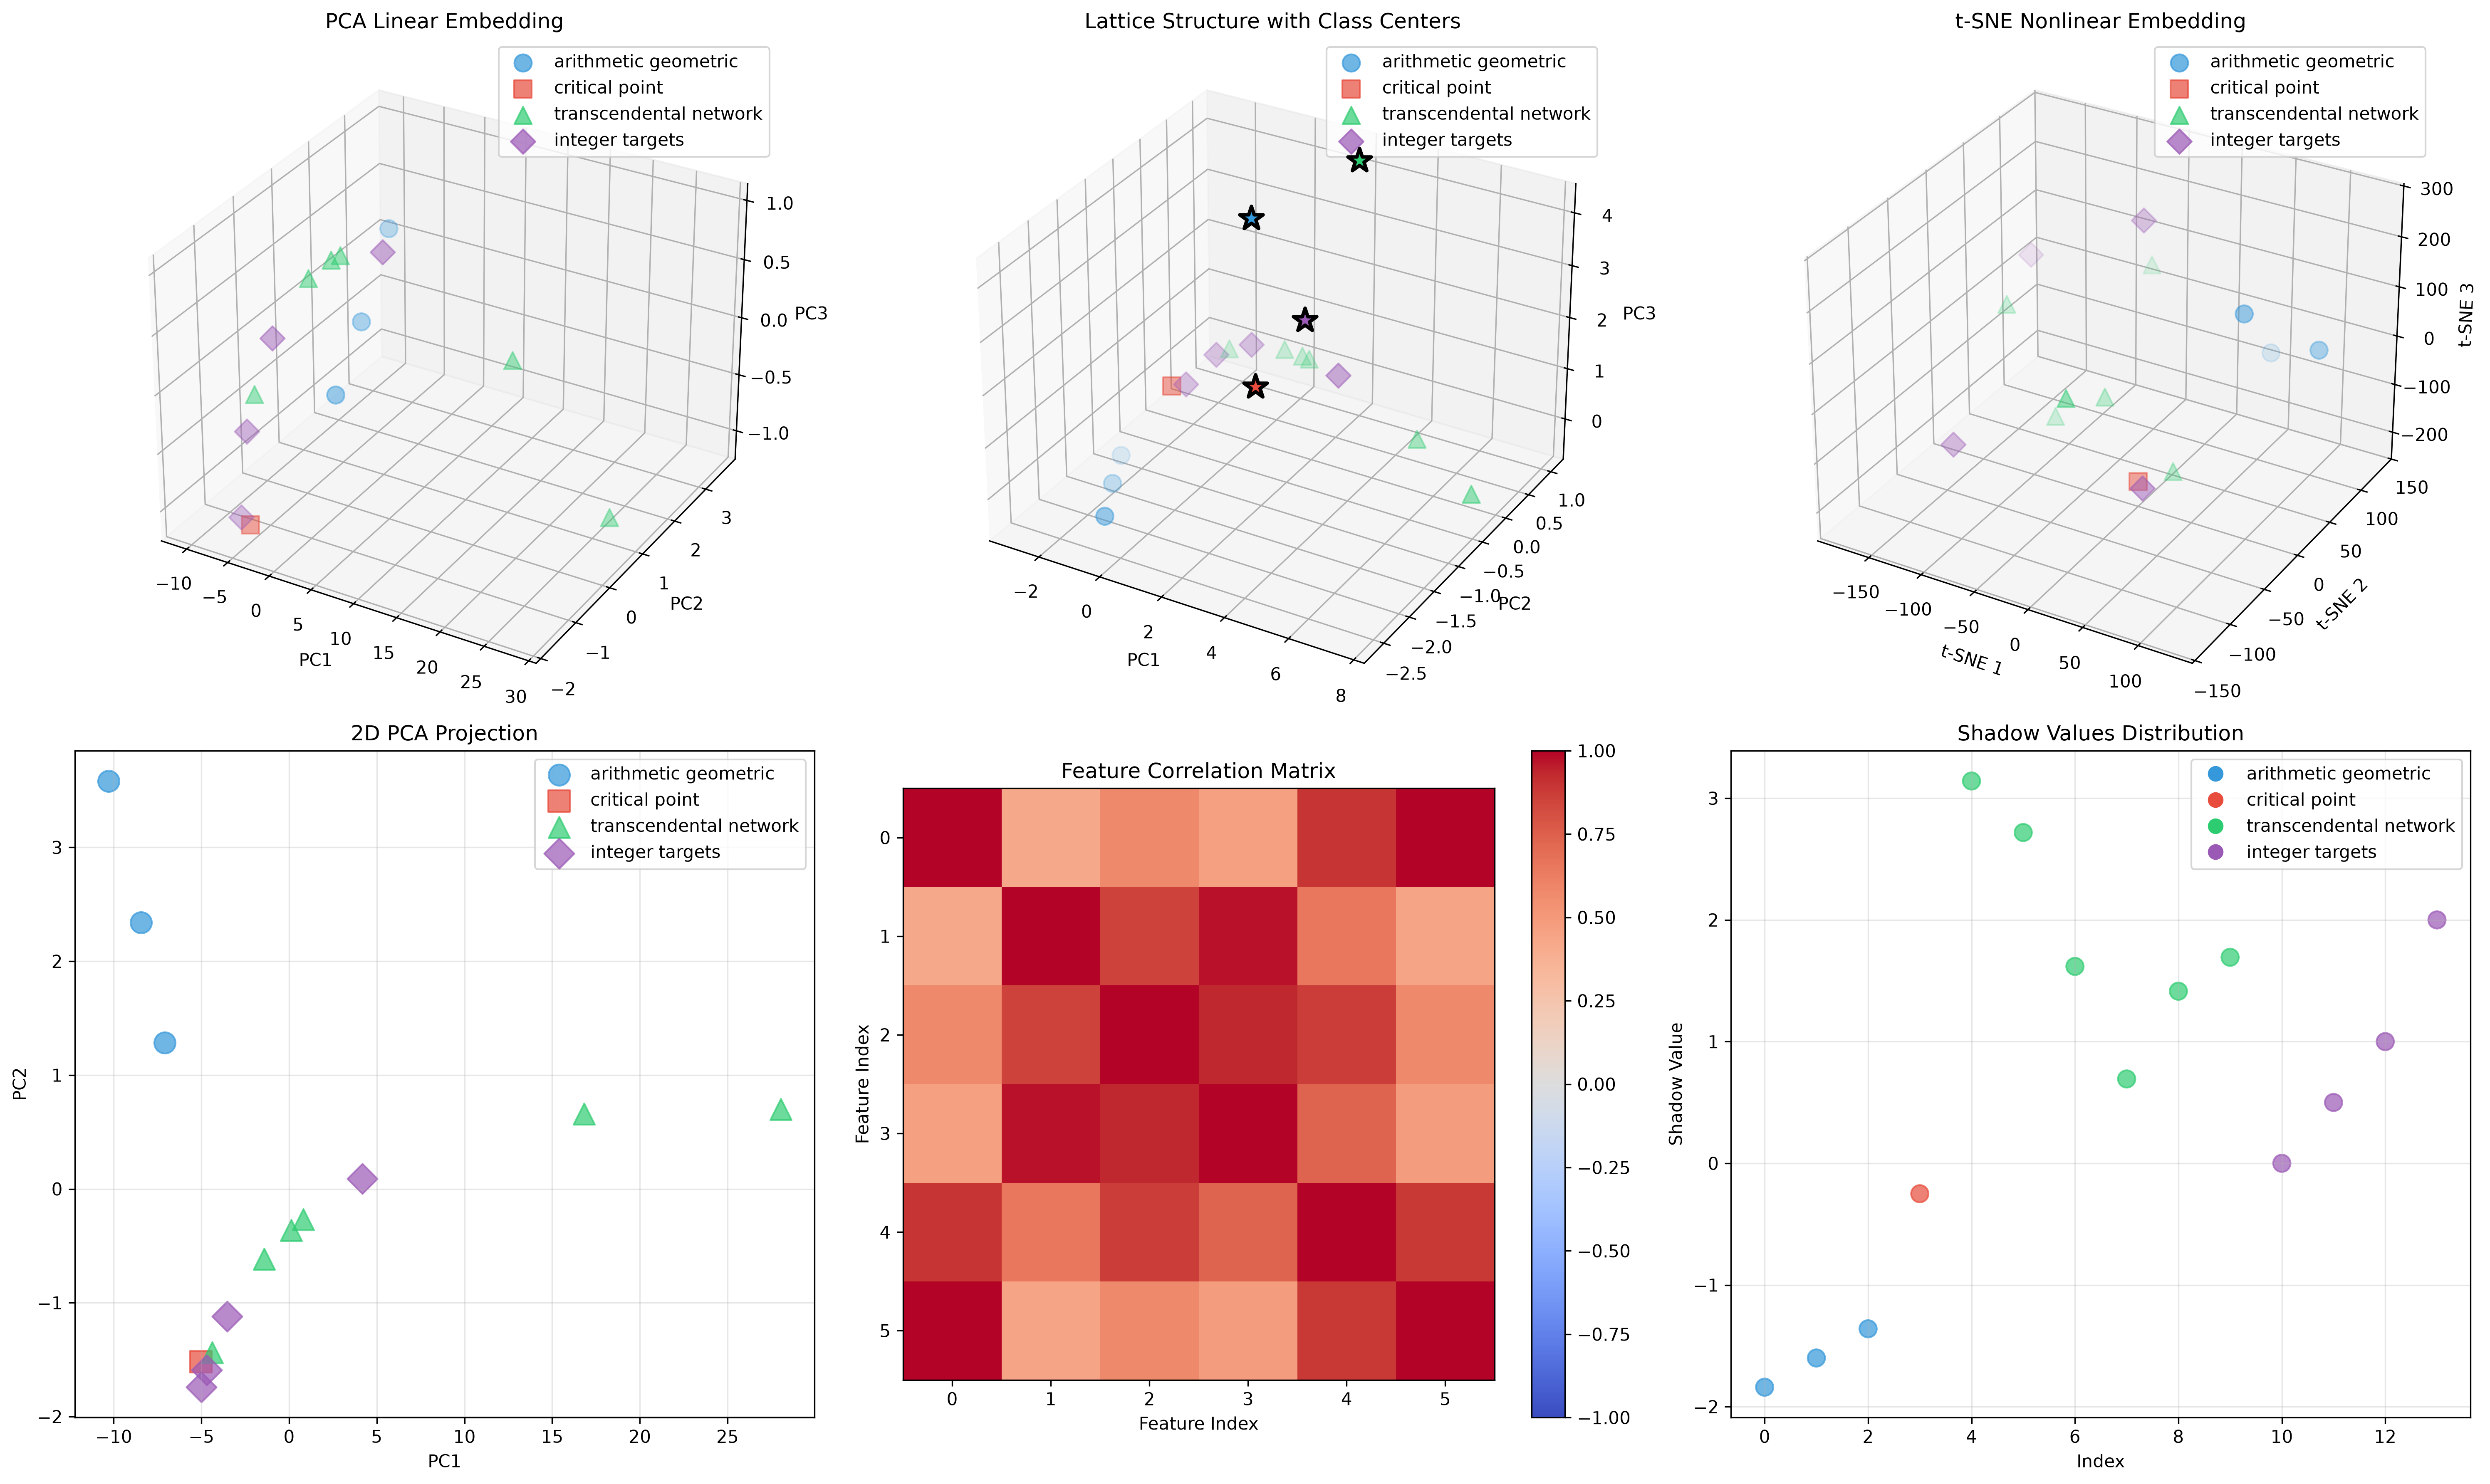 PCA Linear Embedding
arithmetic geometric
critical point
transcendental network
integer targets
1.0
0.5
0.0
−0.5
−1.0
PC3
3
2
1
0
−1
−2
PC2
−10
−5
0
5
10
15
20
25
30
PC1
Lattice Structure with Class Centers
arithmetic geometric
critical point
transcendental network
integer targets
4
3
2
1
0
PC3
1.0
0.5
0.0
−0.5
−1.0
−1.5
−2.0
−2.5
PC2
−2
0
2
4
6
8
PC1
t-SNE Nonlinear Embedding
arithmetic geometric
critical point
transcendental network
integer targets
300
200
100
0
−100
−200
t-SNE 3
150
100
50
0
−50
−100
−150
t-SNE 2
−150
−100
−50
0
50
100
t-SNE 1
2D PCA Projection
arithmetic geometric
critical point
transcendental network
integer targets
3
2
1
0
−1
−2
PC2
−10
−5
0
5
10
15
20
25
PC1
Feature Correlation Matrix
0
1
2
3
4
5
Feature Index
0
1
2
3
4
5
Feature Index
1.00
0.75
0.50
0.25
0.00
−0.25
−0.50
−0.75
−1.00
Shadow Values Distribution
arithmetic geometric
critical point
transcendental network
integer targets
3
2
1
0
−1
−2
Shadow Value
0
2
4
6
8
10
12
Index